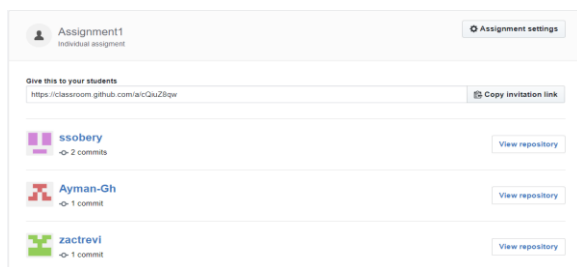 Assignment1
Individual assigment
Assignment settings
Give this to your students
https://classroom.github.com/a/cQiuZ8qw
Copy invitation link
ssobery
2 commits
View repository
Ayman-Gh
1 commit
View repository
zactrevi
1 commit
View repository